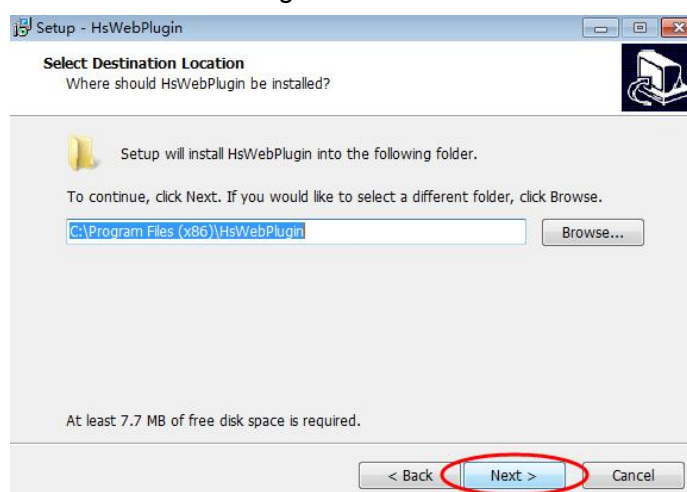 Setup - HsWebPlugin
Select Destination Location
Where should HsWebPlugin be installed?
Setup will install HsWebPlugin into the following folder.
To continue, click Next. If you would like to select a different folder, click Browse.
C:\Program Files (x86)\HsWebPlugin
Browse...
At least 7.7 MB of free disk space is required.
< Back
Next >
Cancel